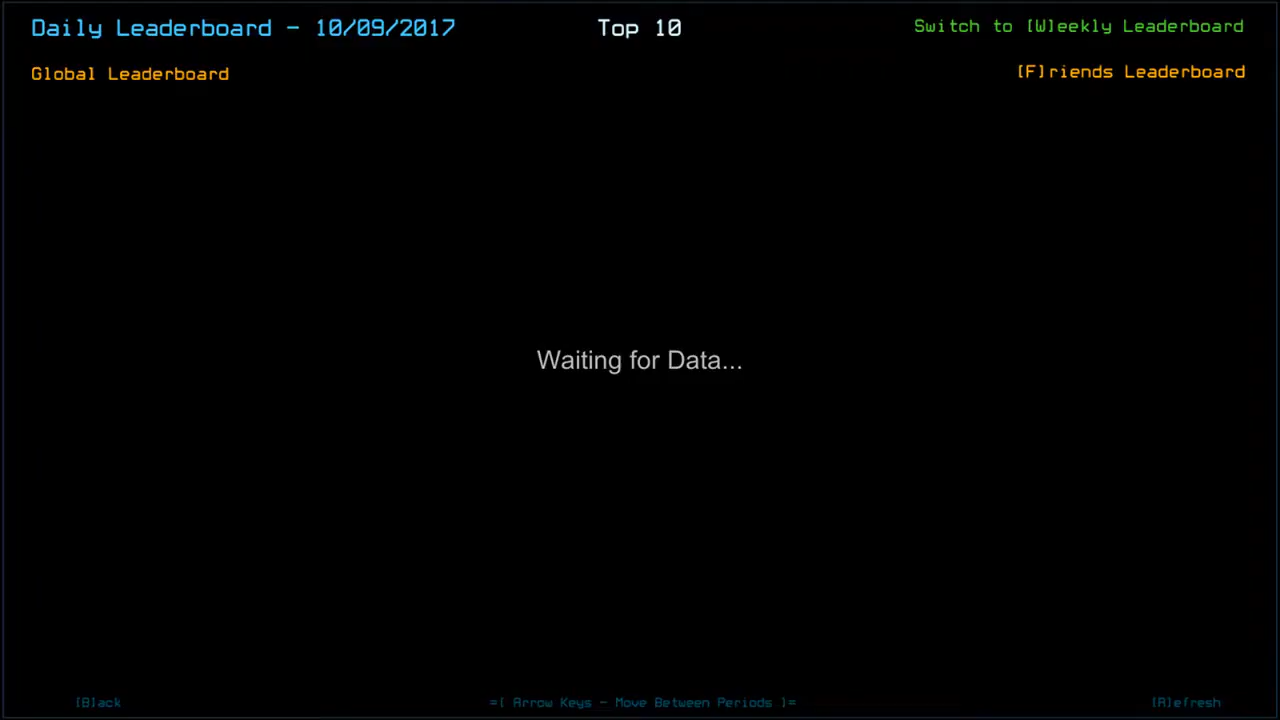 Daily Leaderboard - 10/09/2017
Top 10
Switch to [W]eekly Leaderboard
Global Leaderboard
[F]riends Leaderboard
Waiting for Data...
[B]ack
=[ Arrow Keys - Move Between Periods ]=
[R]efresh